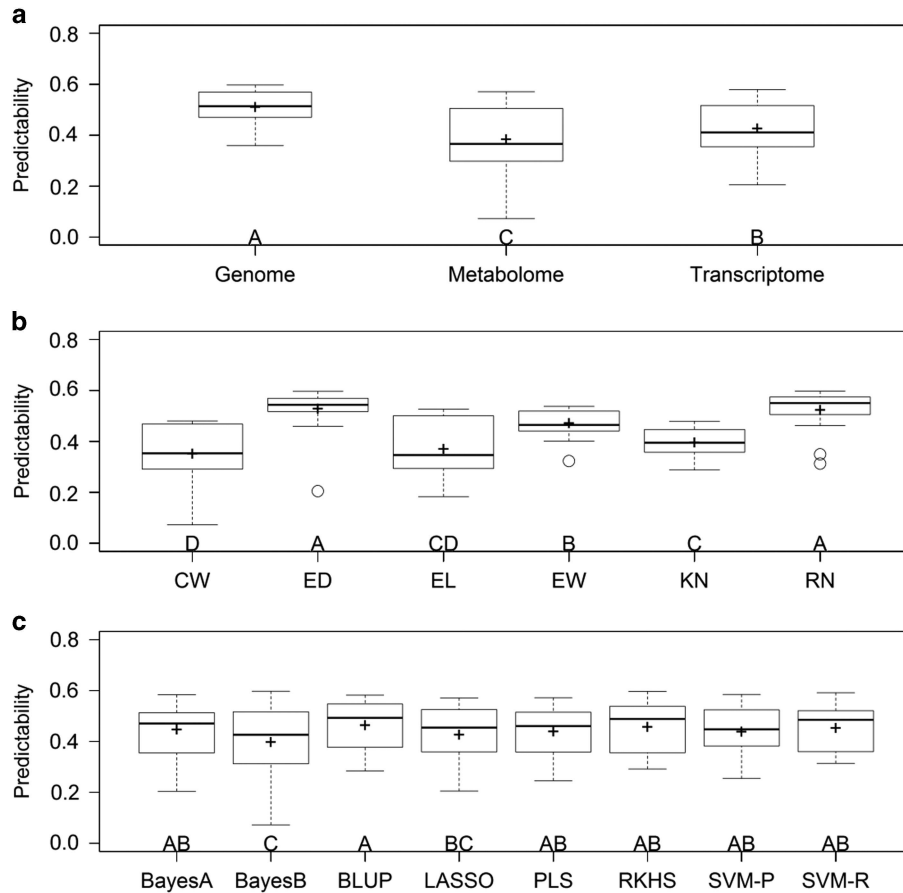 a
Predictability
0.8
0.6
0.4
0.2
0.0
A C B
Genome Metabolome Transcriptome
b
Predictability
0.8
0.6
0.4
0.2
0.0
D A CD B C A
CW ED EL EW KN RN
c
Predictability
0.8
0.6
0.4
0.2
0.0
AB C A BC AB AB AB AB
BayesA BayesB BLUP LASSO PLS RKHS SVM-P SVM-R